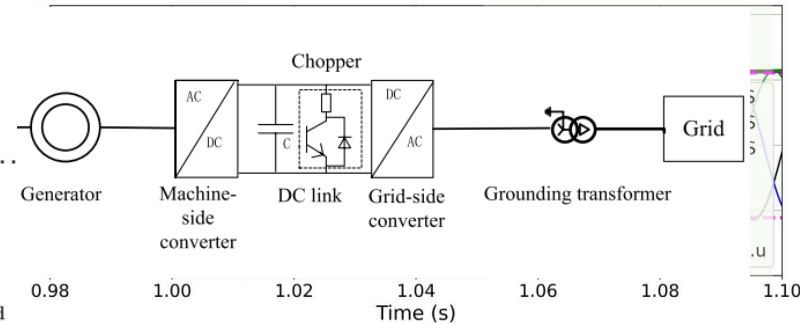 Chopper
AC
DC
C
DC
AC
Grid
Generator
Machine-
side
converter
DC link
Grid-side
converter
Grounding transformer
s
s
s
.u
0.98 1.00 1.02 1.04 1.06 1.08 1.10
Time (s)